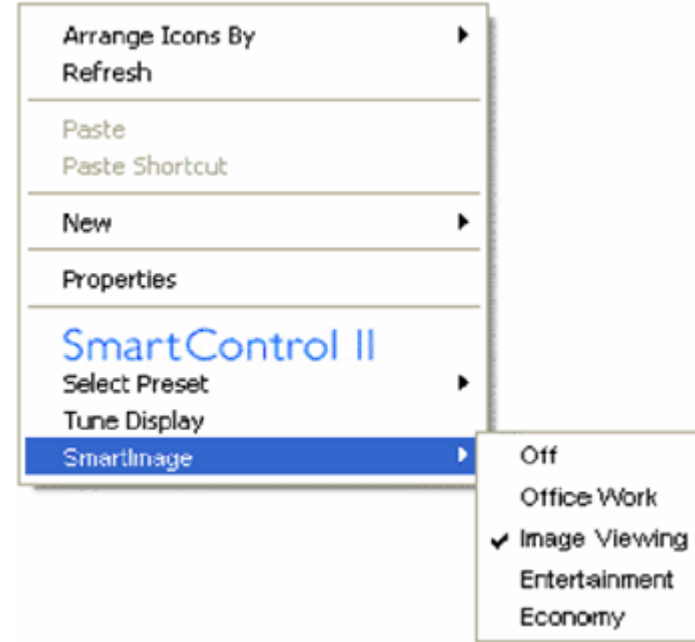 Arrange Icons By
Refresh
Paste
Paste Shortcut
New
Properties
SmartControl II
Select Preset
Tune Display
SmartImage
Off
Office Work
Image Viewing
Entertainment
Economy